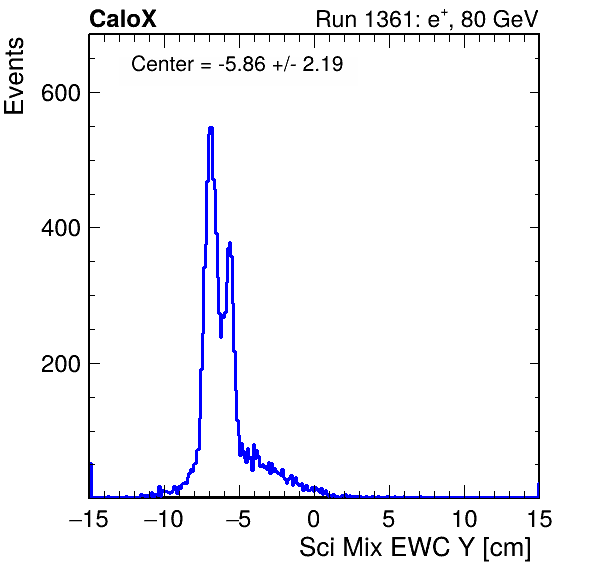 CaloX Run 1361: e⁺, 80 GeV
Center = -5.86 +/- 2.19
Events
600
400
200
−15 −10 −5 0 5 10 15
Sci Mix EWC Y [cm]